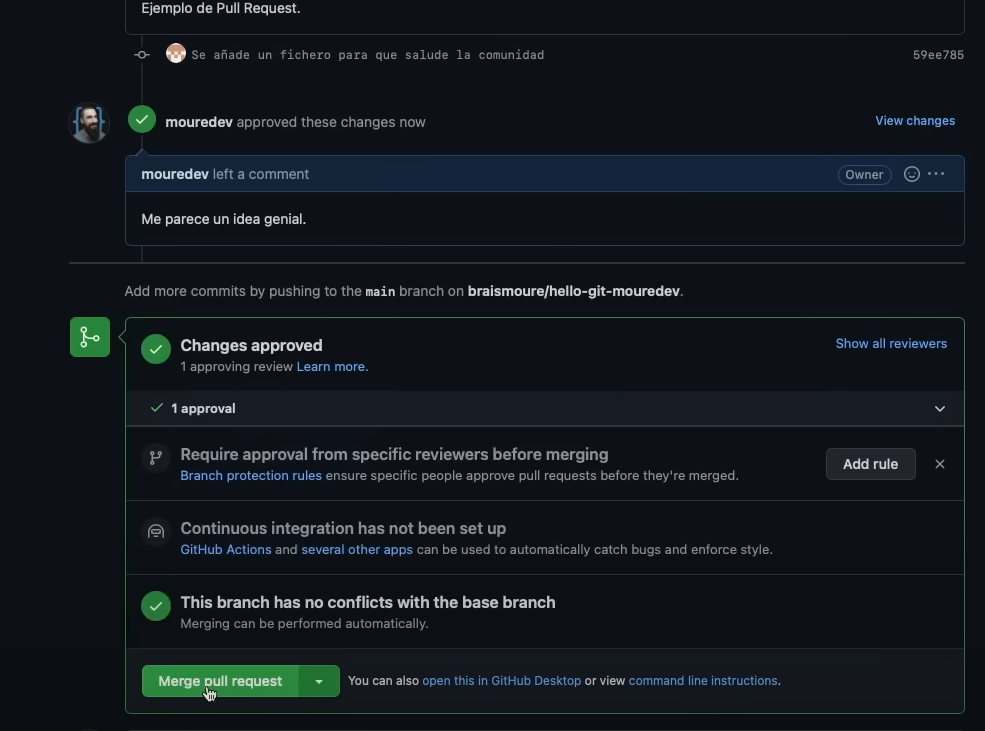 Ejemplo de Pull Request.
Se añade un fichero para que salude la comunidad 59ee785
mouredev approved these changes now View changes
mouredev left a comment Owner
Me parece un idea genial.
Add more commits by pushing to the main branch on braismoure/hello-git-mouredev.
Changes approved Show all reviewers
1 approving review Learn more.
1 approval
Require approval from specific reviewers before merging
Branch protection rules ensure specific people approve pull requests before they're merged. Add rule
Continuous integration has not been set up
GitHub Actions and several other apps can be used to automatically catch bugs and enforce style.
This branch has no conflicts with the base branch
Merging can be performed automatically.
Merge pull request You can also open this in GitHub Desktop or view command line instructions.